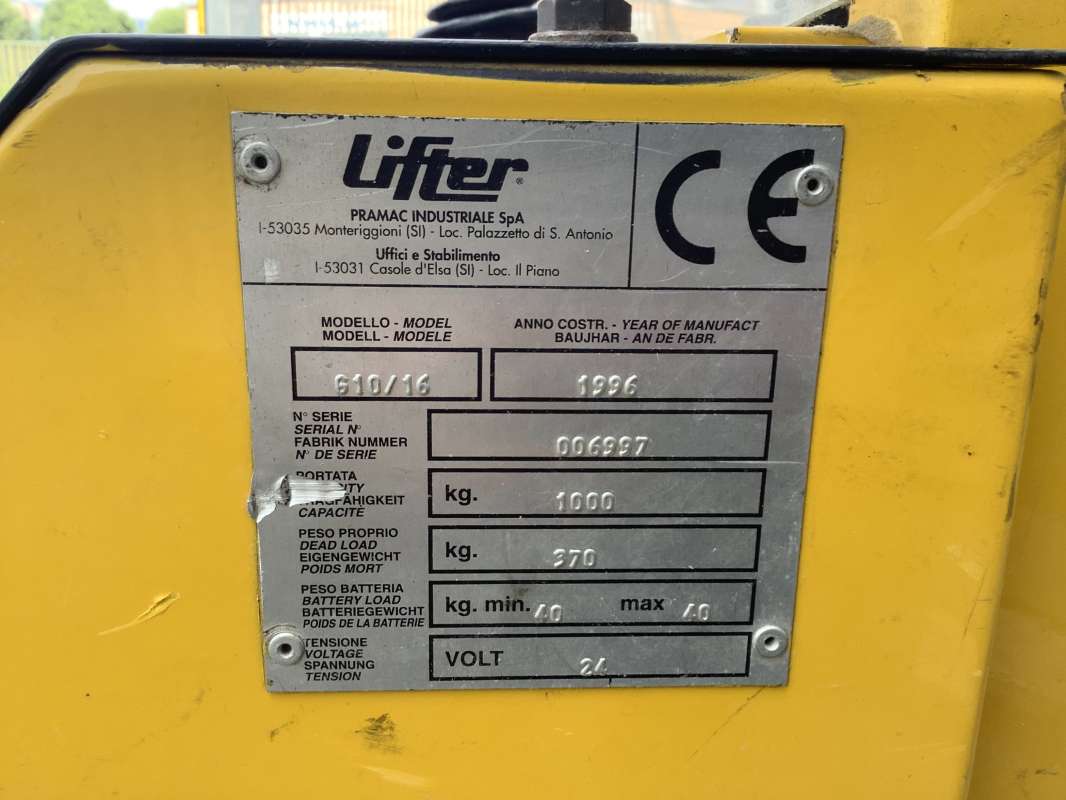 Lifter®
PRAMAC INDUSTRIALE SpA
I-53035 Monteriggioni (SI) - Loc. Palazzetto di S. Antonio
Uffici e Stabilimento
I-53031 Casole d'Elsa (SI) - Loc. Il Piano
CE
MODELLO - MODEL
MODELL - MODELE
G10/16
ANNO COSTR. - YEAR OF MANUFACT
BAUJHAR - AN DE FABR.
1996
N° SERIE
SERIAL N°
FABRIK NUMMER
N° DE SERIE
006997
PORTATA
CAPACITÉ
kg. 1000
PESO PROPRIO
DEAD LOAD
EIGENGEWICHT
POIDS MORT
kg. 370
PESO BATTERIA
BATTERY LOAD
BATTERIEGEWICHT
POIDS DE LA BATTERIE
kg. min. 40 max 40
TENSIONE
VOLTAGE
SPANNUNG
TENSION
VOLT 24